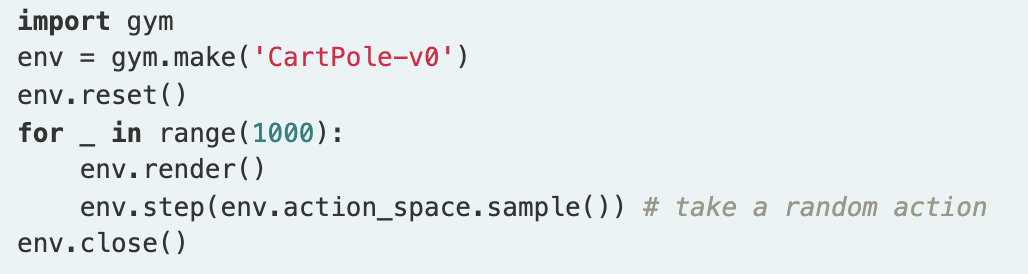 import gym
env = gym.make('CartPole-v0')
env.reset()
for _ in range(1000):
    env.render()
    env.step(env.action_space.sample()) # take a random action
env.close()